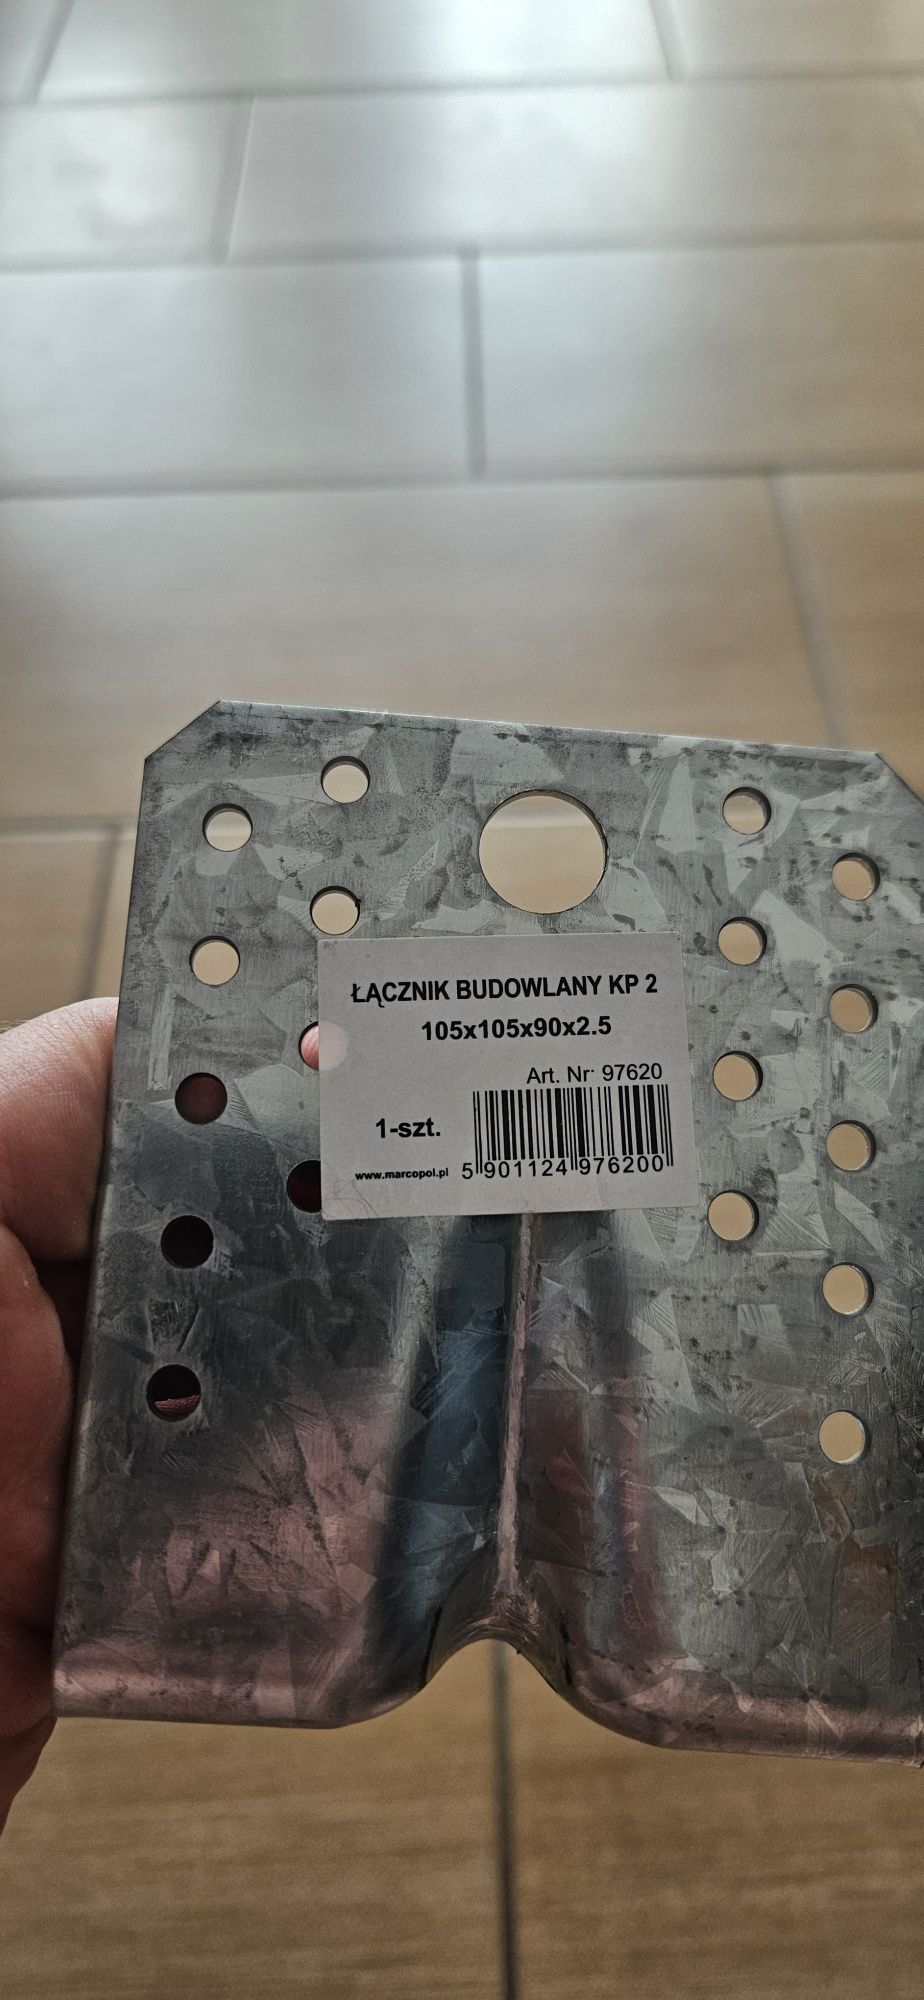 ŁĄCZNIK BUDOWLANY KP 2
105x105x90x2.5
Art. Nr: 97620
1-szt.
www.marcopol.pl
5 901124 976200